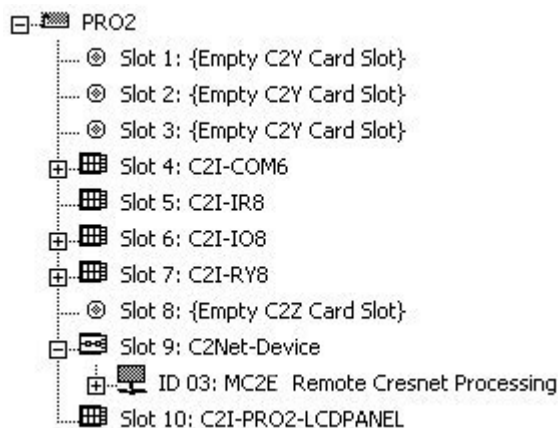 PRO2
Slot 1: {Empty C2Y Card Slot}
Slot 2: {Empty C2Y Card Slot}
Slot 3: {Empty C2Y Card Slot}
Slot 4: C2I-COM6
Slot 5: C2I-IR8
Slot 6: C2I-IO8
Slot 7: C2I-RY8
Slot 8: {Empty C2Z Card Slot}
Slot 9: C2Net-Device
ID 03: MC2E Remote Cresnet Processing
Slot 10: C2I-PRO2-LCDPANEL